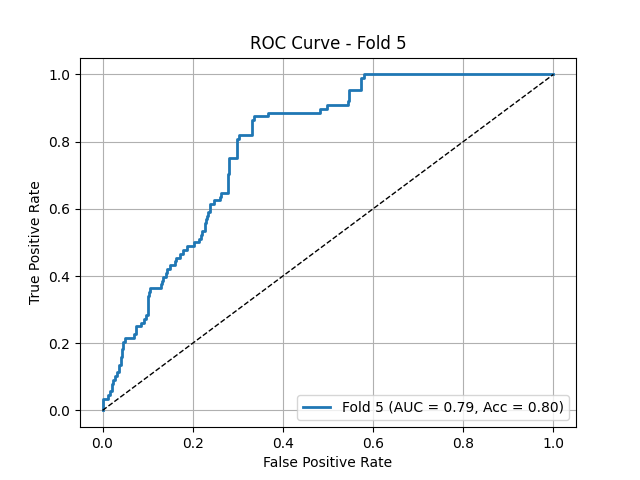 ROC Curve - Fold 5
True Positive Rate
1.0
0.8
0.6
0.4
0.2
0.0
0.0 0.2 0.4 0.6 0.8 1.0
False Positive Rate
Fold 5 (AUC = 0.79, Acc = 0.80)